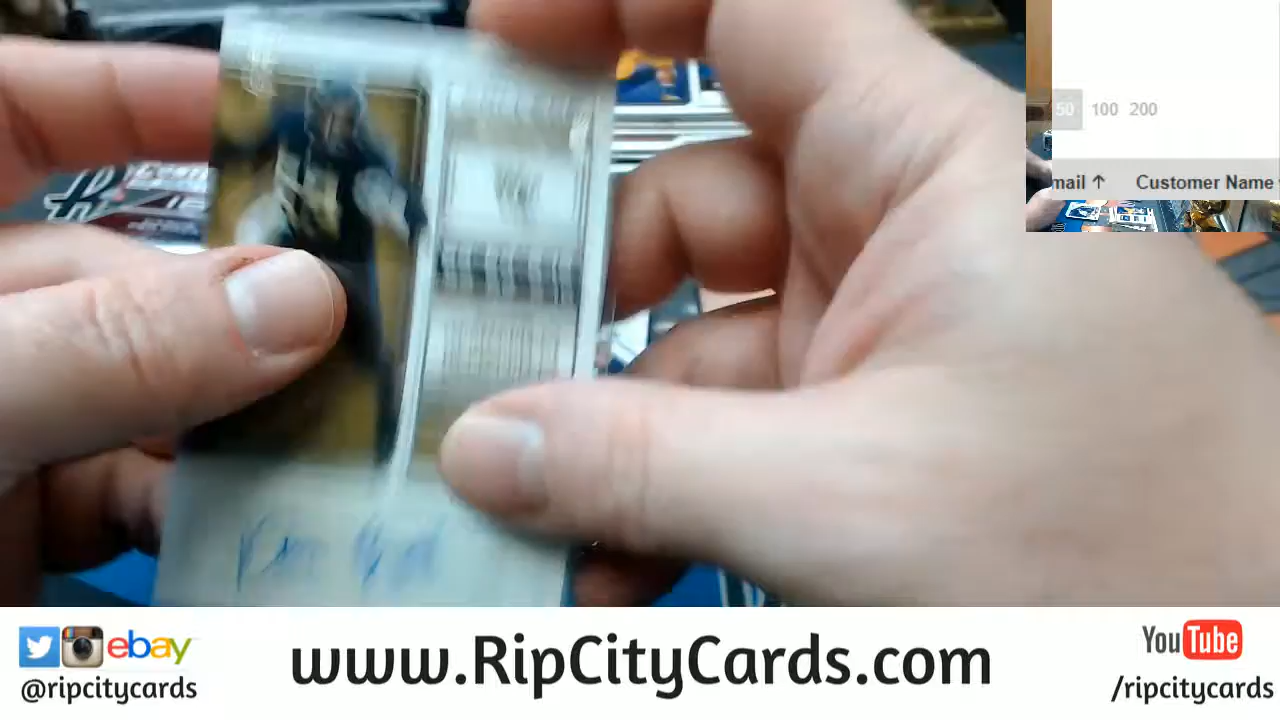 50 100 200
mail ↑ Customer Name
ebay
@ripcitycards
www.RipCityCards.com
YouTube
/ripcitycards